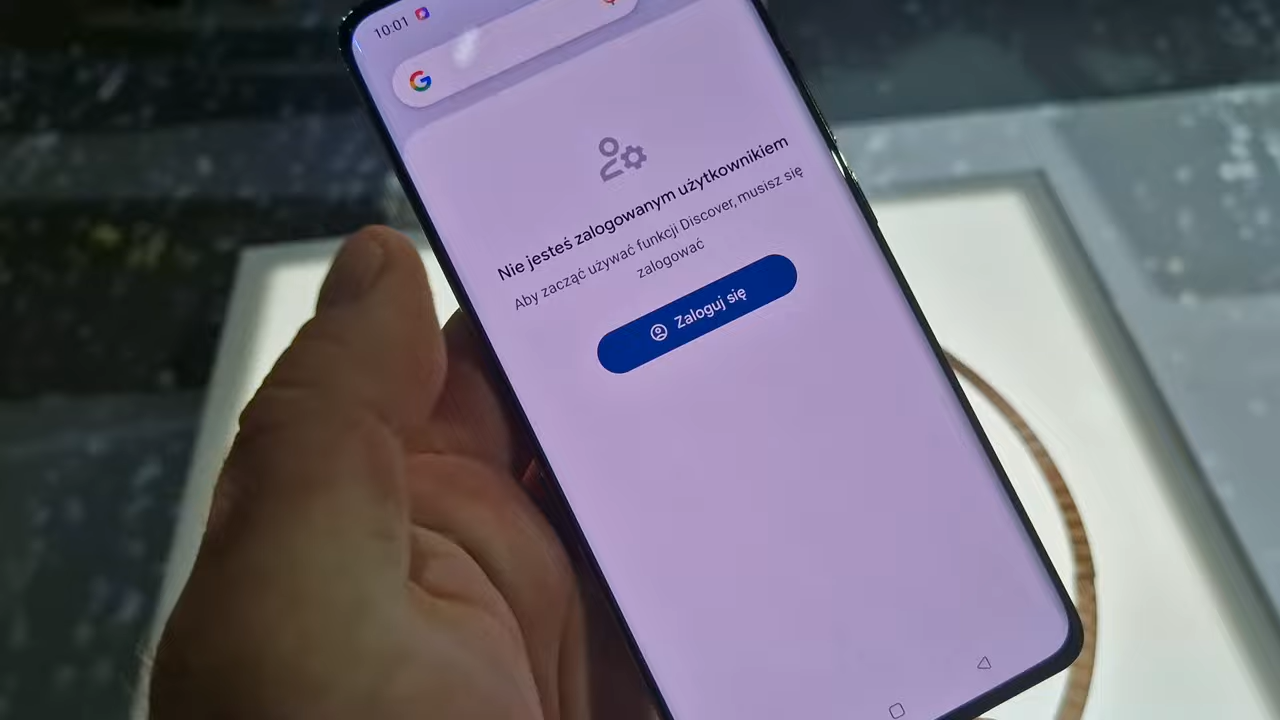 10:01
G
Nie jesteś zalogowanym użytkownikiem
Aby zacząć używać funkcji Discover, musisz się
zalogować
Zaloguj się